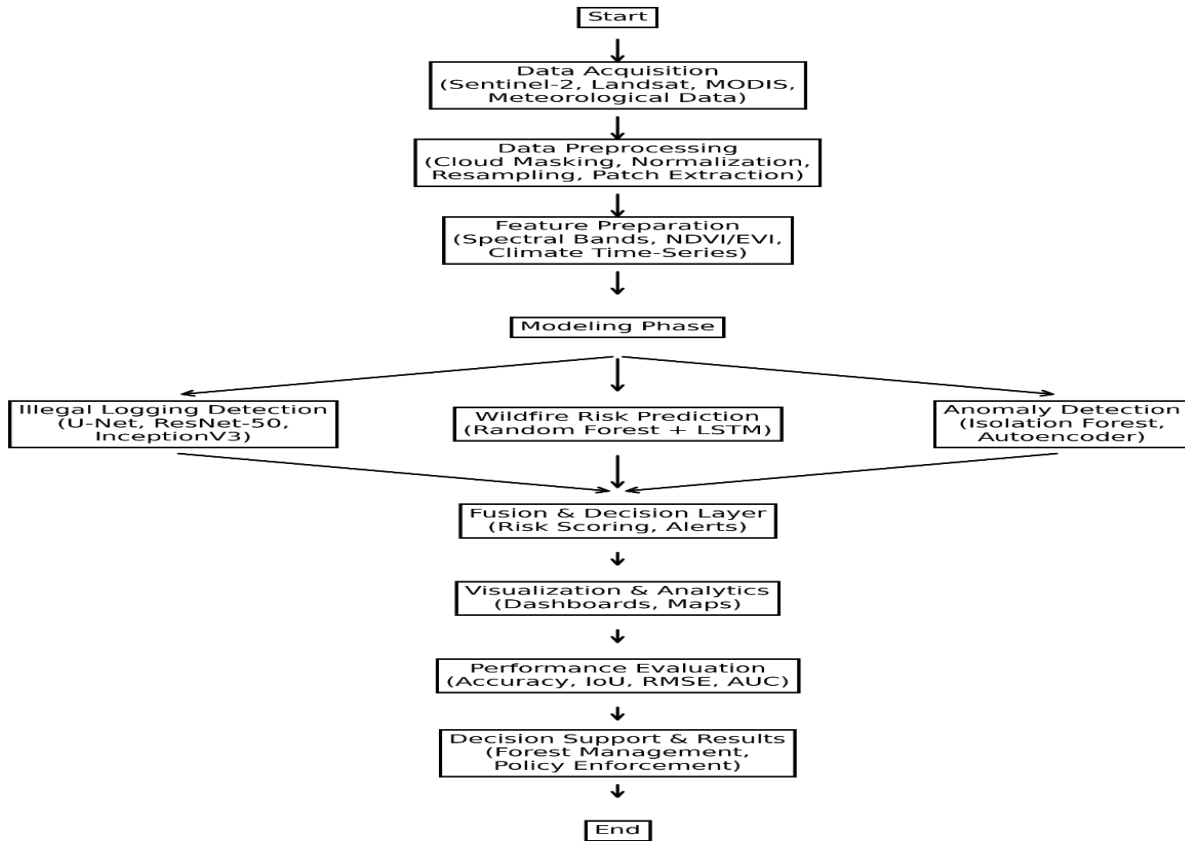 Start
Data Acquisition
(Sentinel-2, Landsat, MODIS,
Meteorological Data)
Data Preprocessing
(Cloud Masking, Normalization,
Resampling, Patch Extraction)
Feature Preparation
(Spectral Bands, NDVI/EVI,
Climate Time-Series)
Modeling Phase
Illegal Logging Detection
(U-Net, ResNet-50,
InceptionV3)
Wildfire Risk Prediction
(Random Forest + LSTM)
Anomaly Detection
(Isolation Forest,
Autoencoder)
Fusion & Decision Layer
(Risk Scoring, Alerts)
Visualization & Analytics
(Dashboards, Maps)
Performance Evaluation
(Accuracy, IoU, RMSE, AUC)
Decision Support & Results
(Forest Management,
Policy Enforcement)
End